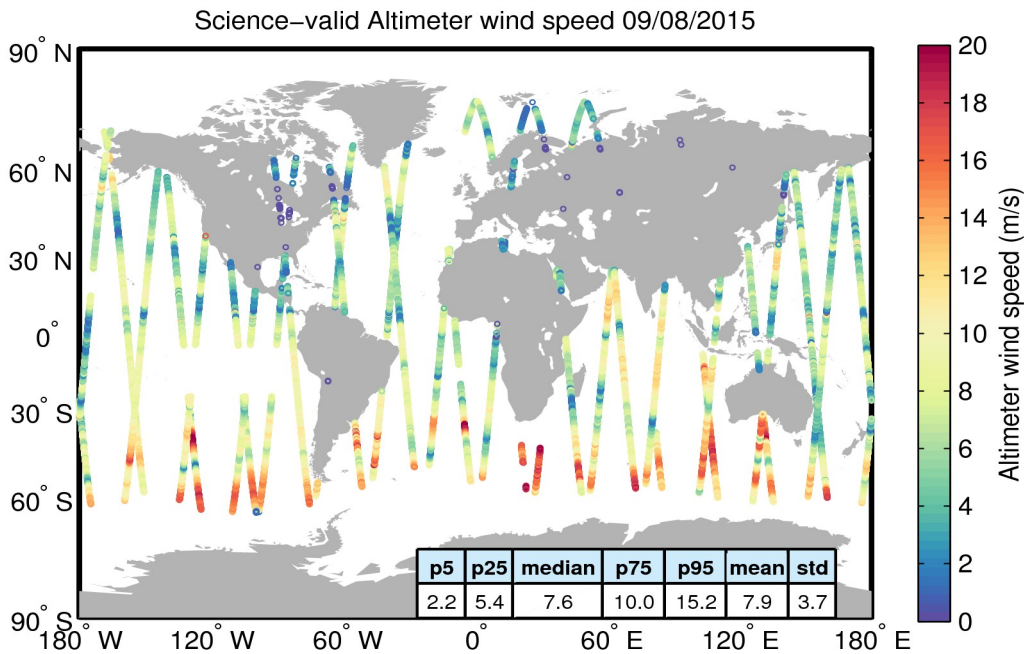 Science−valid Altimeter wind speed 09/08/2015
90° N
60° N
30° N
0°
30° S
60° S
90° S
180° W
120° W
60° W
0°
60° E
120° E
180° E
p5 p25 median p75 p95 mean std
2.2 5.4 7.6 10.0 15.2 7.9 3.7
20
18
16
14
12
10
8
6
4
2
0
Altimeter wind speed (m/s)